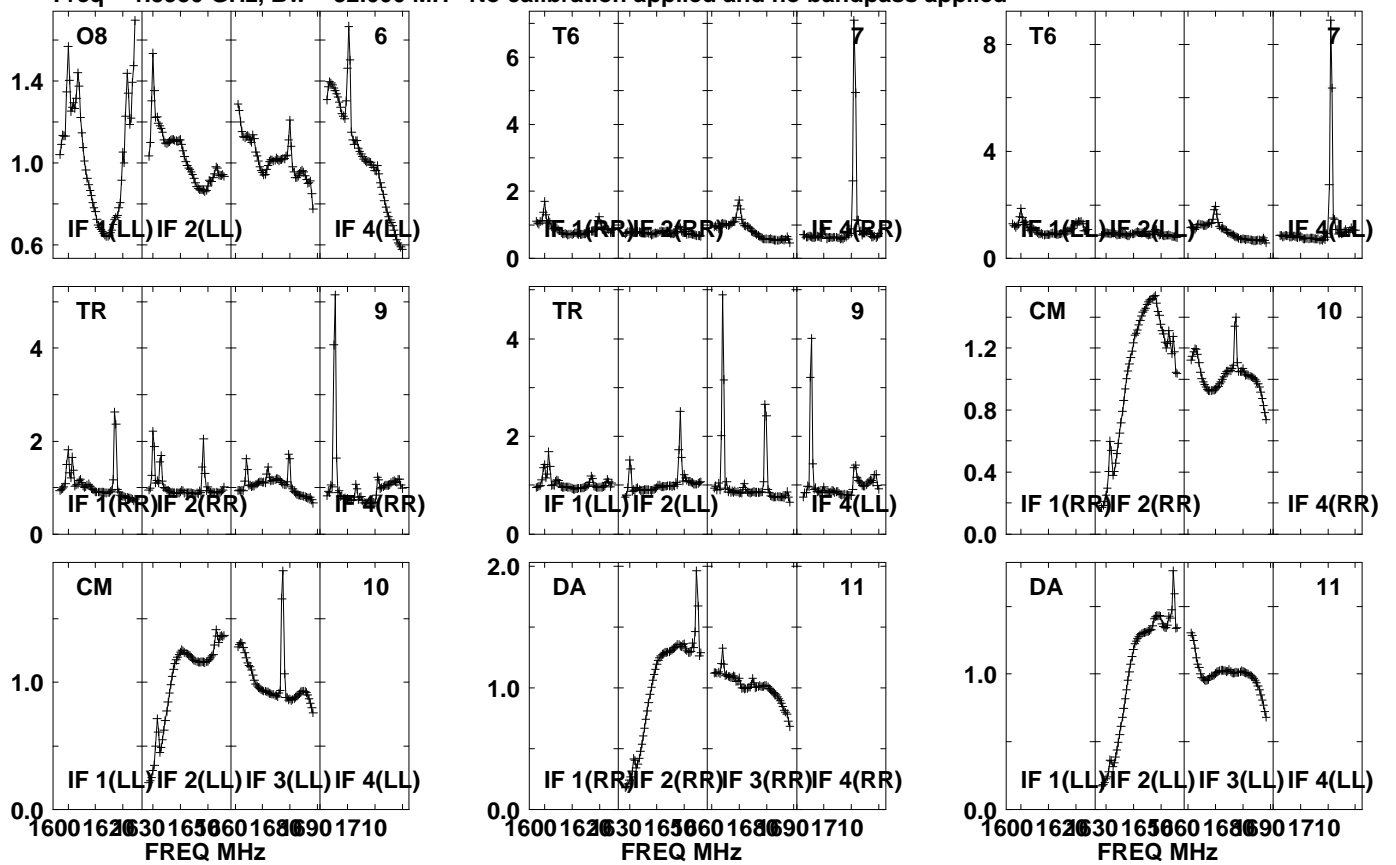 No calibration applied and no bandpass applied
O8 6
1.4
1.0
0.6
IF 1(LL) IF 2(LL) IF 4(LL)
T6 7
6
4
2
0
IF 1(RR) IF 2(RR) IF 4(RR)
T6 7
8
4
0
IF 1(LL) IF 2(LL) IF 4(LL)
TR 9
4
2
0
IF 1(RR) IF 2(RR) IF 4(RR)
TR 9
4
2
0
IF 1(LL) IF 2(LL) IF 4(LL)
CM 10
1.2
0.8
0.4
0.0
IF 1(RR) IF 2(RR) IF 4(RR)
CM 10
1.0
0.0
IF 1(LL) IF 2(LL) IF 3(LL) IF 4(LL)
1600 1620 1630 1650 1660 1680 1690 1710
FREQ MHz
DA 11
2.0
1.0
0.0
IF 1(RR) IF 2(RR) IF 3(RR) IF 4(RR)
1600 1620 1630 1650 1660 1680 1690 1710
FREQ MHz
DA 11
1.0
0.0
IF 1(LL) IF 2(LL) IF 3(LL) IF 4(LL)
1600 1620 1630 1650 1660 1680 1690 1710
FREQ MHz